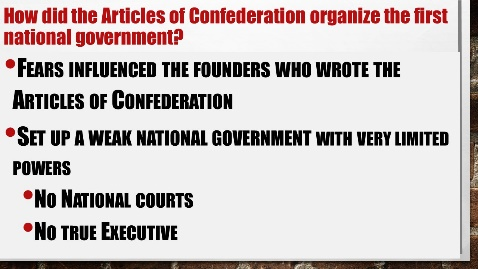 How did the Articles of Confederation organize the first
national government?
•Fears influenced the founders who wrote the
Articles of Confederation
•Set up a weak national government with very limited
powers
•No National courts
•No true Executive